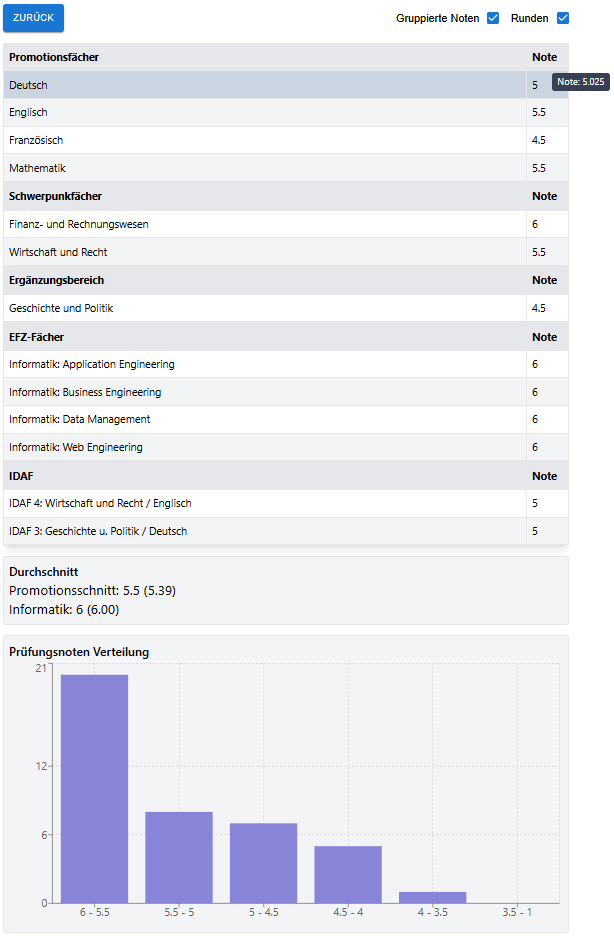 ZURÜCK
Gruppierte Noten Runden
Promotionsfächer Note
Deutsch 5
Note: 5.025
Englisch 5.5
Französisch 4.5
Mathematik 5.5
Schwerpunkfächer Note
Finanz- und Rechnungswesen 6
Wirtschaft und Recht 5.5
Ergänzungsbereich Note
Geschichte und Politik 4.5
EFZ-Fächer Note
Informatik: Application Engineering 6
Informatik: Business Engineering 6
Informatik: Data Management 6
Informatik: Web Engineering 6
IDAF Note
IDAF 4: Wirtschaft und Recht / Englisch 5
IDAF 3: Geschichte u. Politik / Deutsch 5
Durchschnitt
Promotionsschnitt: 5.5 (5.39)
Informatik: 6 (6.00)
Prüfungsnoten Verteilung
21
12
6
0
6 - 5.5 5.5 - 5 5 - 4.5 4.5 - 4 4 - 3.5 3.5 - 1